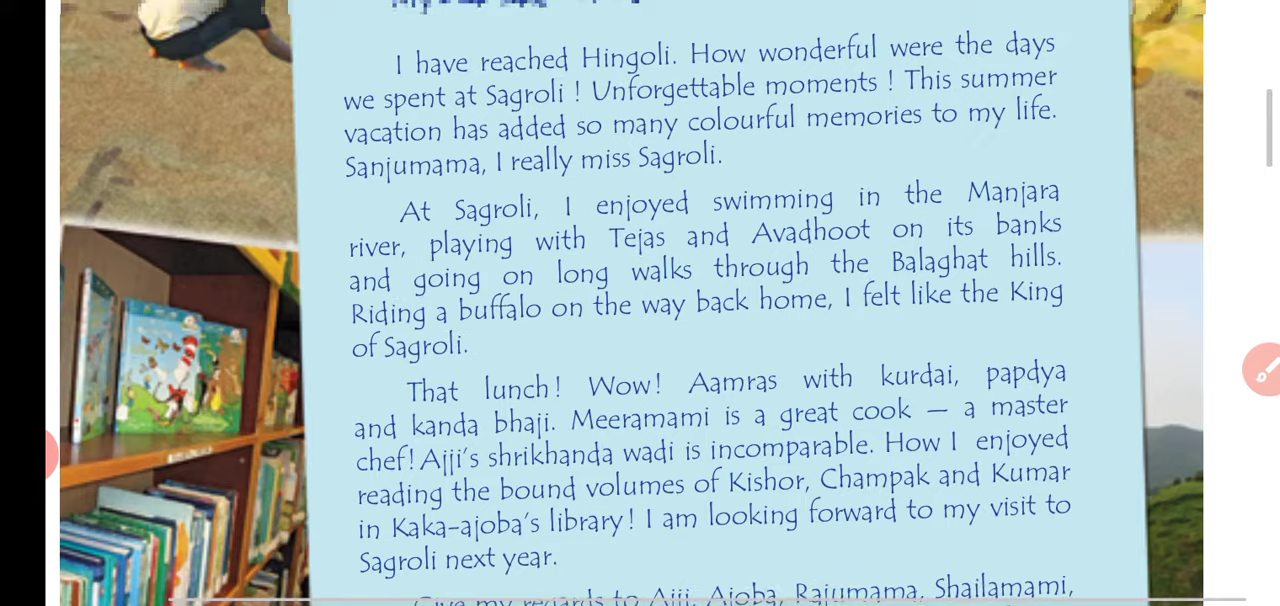 I have reached Hingoli. How wonderful were the days
we spent at Sagroli ! Unforgettable moments ! This summer
vacation has added so many colourful memories to my life.
Sanjumama, I really miss Sagroli.
At Sagroli, I enjoyed swimming in the Manjara
river, playing with Tejas and Avadhoot on its banks
and going on long walks through the Balaghat hills.
Riding a buffalo on the way back home, I felt like the King
of Sagroli.
That lunch! Wow! Aamras with kurdai, papdya
and kanda bhaji. Meeramami is a great cook — a master
chef! Ajji's shrikhanda wadi is incomparable. How I enjoyed
reading the bound volumes of Kishor, Champak and Kumar
in Kaka-ajoba's library! I am looking forward to my visit to
Sagroli next year.
Give my regards to Ajji, Ajoba, Rajumama, Shailamami,